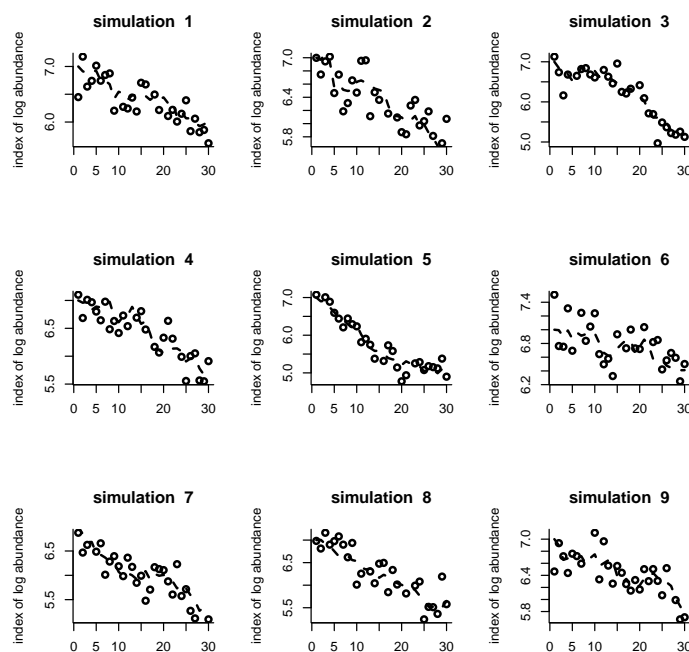 simulation 1
index of log abundance
7.0
6.0
0 5 10 20 30
simulation 2
index of log abundance
7.0
6.4
5.8
0 5 10 20 30
simulation 3
index of log abundance
7.0
6.0
5.0
0 5 10 20 30
simulation 4
index of log abundance
6.5
5.5
0 5 10 20 30
simulation 5
index of log abundance
7.0
6.0
5.0
0 5 10 20 30
simulation 6
index of log abundance
7.4
6.8
6.2
0 5 10 20 30
simulation 7
index of log abundance
6.5
5.5
0 5 10 20 30
simulation 8
index of log abundance
6.5
5.5
0 5 10 20 30
simulation 9
index of log abundance
7.0
6.4
5.8
0 5 10 20 30